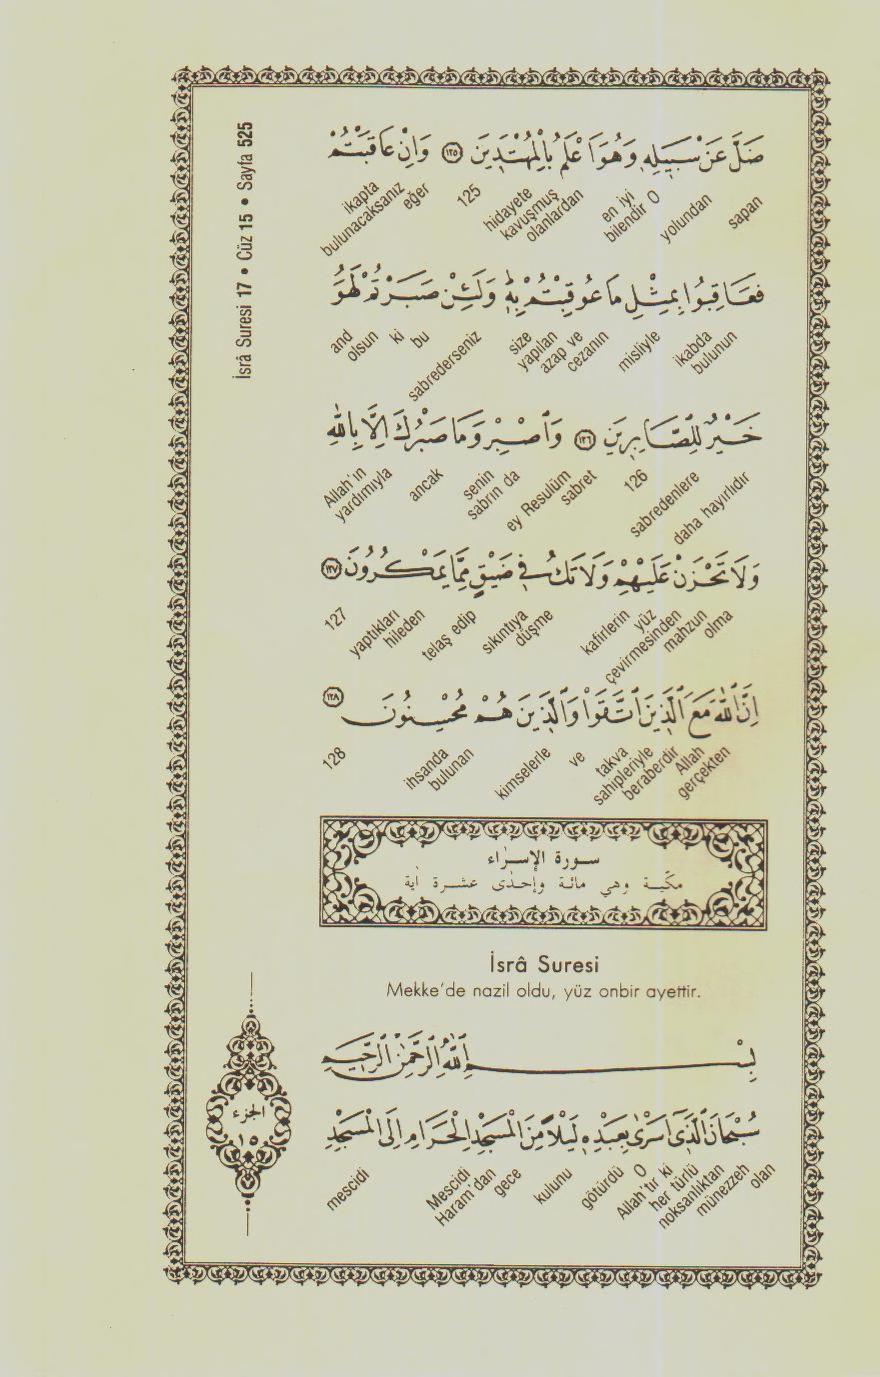 İsrâ Suresi 17 • Cüz 15 • Sayfa 525
ضَلَّ عَنْ سَبِيلِهِ وَهُوَ اَعْلَمُ بِالْمُهْتَدِينَ ﴿١٢٥﴾ وَاِنْ عَاقَبْتُمْ
sapan yolundan O en iyi bilendir hidayete kavuşmuş olanlardan 125 eğer ikapta bulunacaksanız
فَعَاقِبُوا بِمِثْلِ مَا عُوقِبْتُمْ بِهِ وَلَئِنْ صَبَرْتُمْ لَهُوَ
ikabda bulunun misliyle size yapılan azap ve cezanın sabrederseniz bu ki and olsun
خَيْرٌ لِلصَّابِرِينَ ﴿١٢٦﴾ وَاصْبِرْ وَمَا صَبْرُكَ اِلَّا بِاللّٰهِ
daha hayırlıdır sabredenlere 126 ey Resulüm sabret senin sabrın da ancak Allah'ın yardımıyla
وَلَا تَحْزَنْ عَلَيْهِمْ وَلَا تَكُ فِي ضَيْقٍ مِمَّا يَمْكُرُونَ ﴿١٢٧﴾
mahzun olma kafirlerin yüz çevirmesinden sıkıntıya düşme telaş edip yaptıkları hileden 127
اِنَّ اللّٰهَ مَعَ الَّذِينَ اتَّقَوْا وَالَّذِينَ هُمْ مُحْسِنُونَ ﴿١٢٨﴾
Allah gerçekten takva sahipleriyle beraberdir ve kimselerle ihsanda bulunan 128
سورة الإسراء
مكّية وهي مائة وإحدى عشرة آية
İsrâ Suresi
Mekke'de nazil oldu, yüz onbir ayettir.
بِسْمِ اللّٰهِ الرَّحْمٰنِ الرَّحِيمِ
الجزء
١٥
سُبْحَانَ الَّذِي اَسْرٰى بِعَبْدِهِ لَيْلًا مِنَ الْمَسْجِدِ الْحَرَامِ اِلَى الْمَسْجِدِ
O Allah'tır ki her türlü noksanlıktan münezzeh olan götürdü kulunu gece Mescidi Haram'dan mescidi